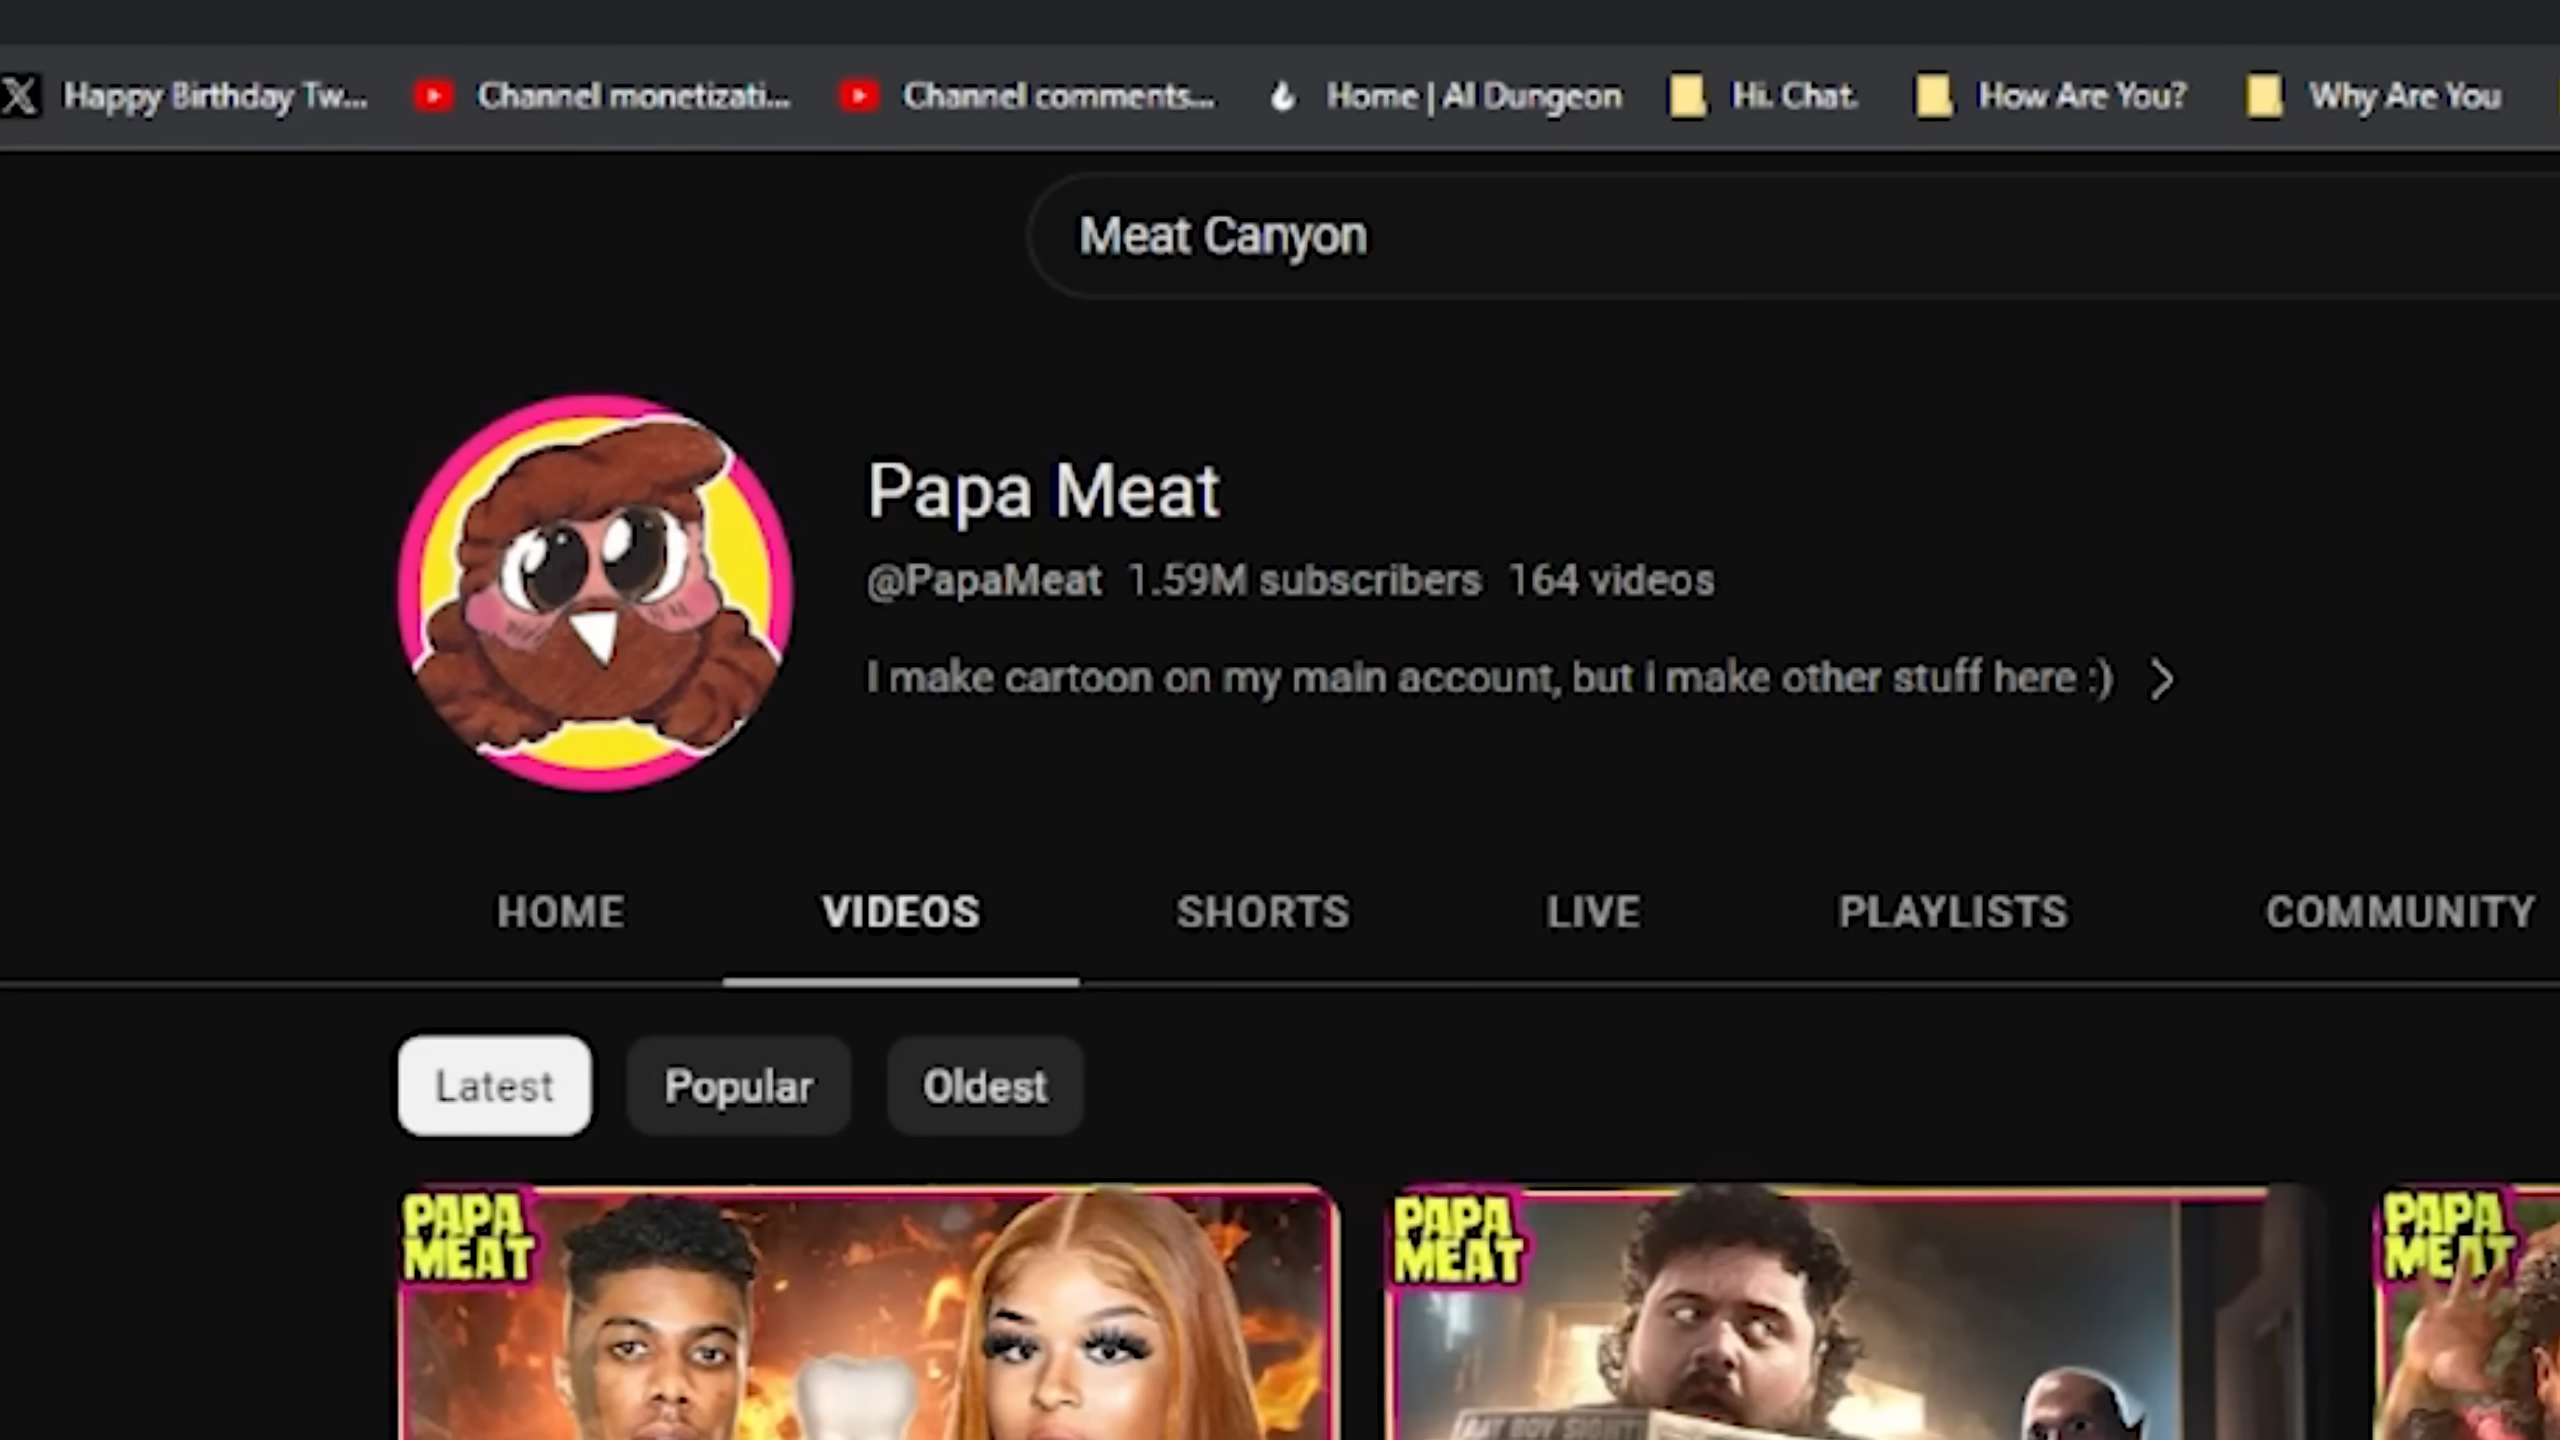 Happy Birthday Tw... Channel monetizati... Channel comments... Home | AI Dungeon Hi. Chat. How Are You? Why Are You
Meat Canyon
Papa Meat
@PapaMeat 1.59M subscribers 164 videos
I make cartoon on my main account, but i make other stuff here :)
HOME VIDEOS SHORTS LIVE PLAYLISTS COMMUNITY
Latest Popular Oldest
PAPA MEAT
PAPA MEAT
PAPA MEAT